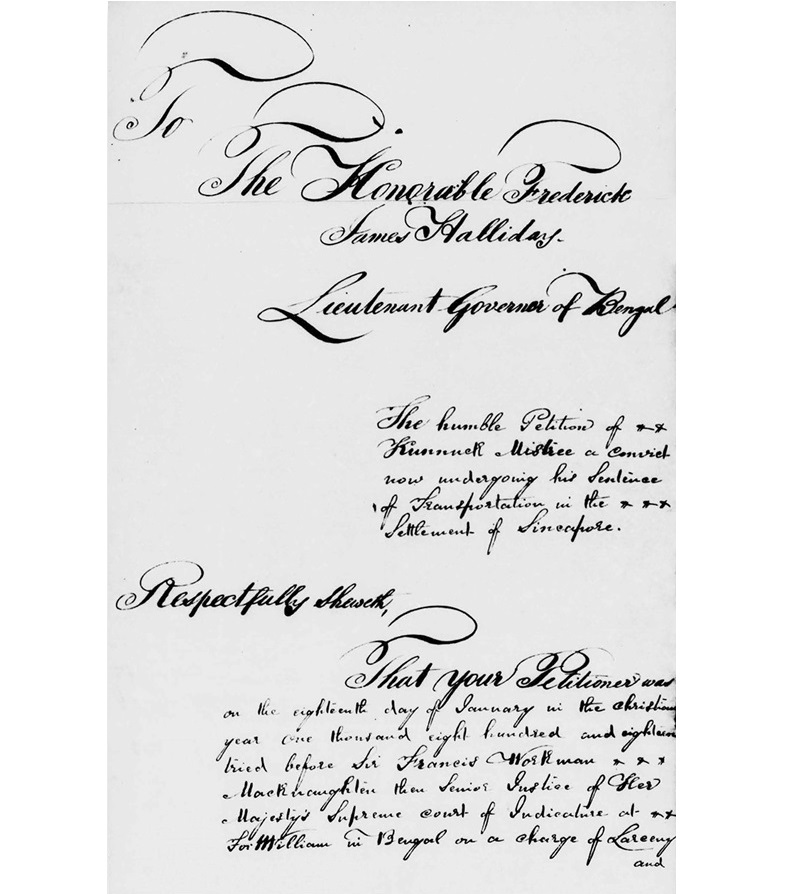 To
The Honorable Frederick
James Halliday.
Lieutenant Governor of Bengal
The humble Petition of **
Kunnuck Mistree a convict
now undergoing his Sentence
of Transportation in the ***
Settlement of Sincapore.
Respectfully sheweth,
That your Petitioner was
on the eighteenth day of January in the christian
year one thousand eight hundred and eighteen
tried before Sir Francis Workman ***
Macknaughten then Senior Justice of Her
Majesty's Supreme court of Judicature at **
Fort William in Bengal on a charge of Larceny
and